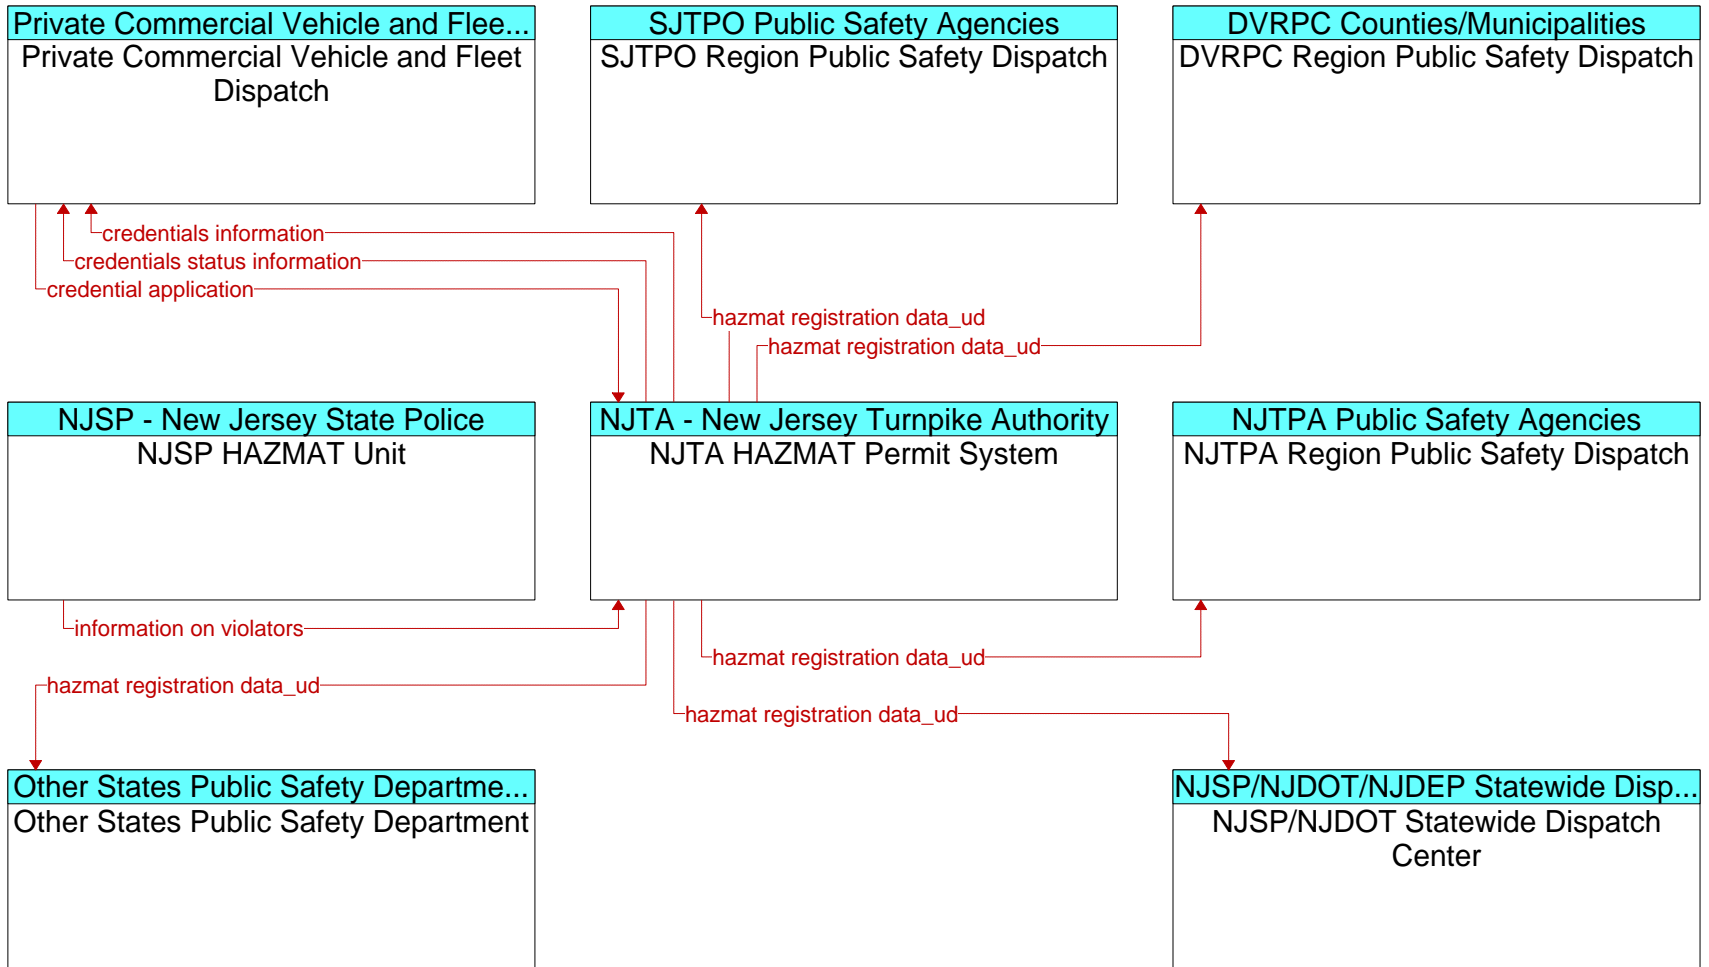 Private Commercial Vehicle and Flee...
Private Commercial Vehicle and Fleet
Dispatch
SJTPO Public Safety Agencies
SJTPO Region Public Safety Dispatch
DVRPC Counties/Municipalities
DVRPC Region Public Safety Dispatch
credentials information
credentials status information
credential application
hazmat registration data_ud
hazmat registration data_ud
NJSP - New Jersey State Police
NJSP HAZMAT Unit
NJTA - New Jersey Turnpike Authority
NJTA HAZMAT Permit System
NJTPA Public Safety Agencies
NJTPA Region Public Safety Dispatch
information on violators
hazmat registration data_ud
hazmat registration data_ud
hazmat registration data_ud
Other States Public Safety Departme...
Other States Public Safety Department
NJSP/NJDOT/NJDEP Statewide Disp...
NJSP/NJDOT Statewide Dispatch
Center